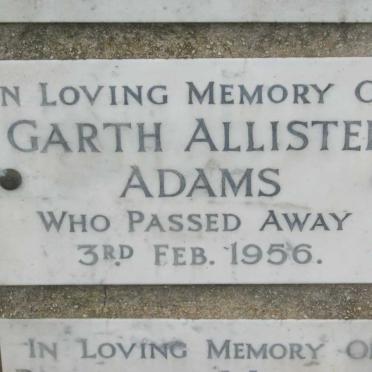 N LOVING MEMORY O
GARTH ALLISTE
ADAMS
WHO PASSED AWAY
3RD FEB. 1956.
IN LOVING MEMORY O